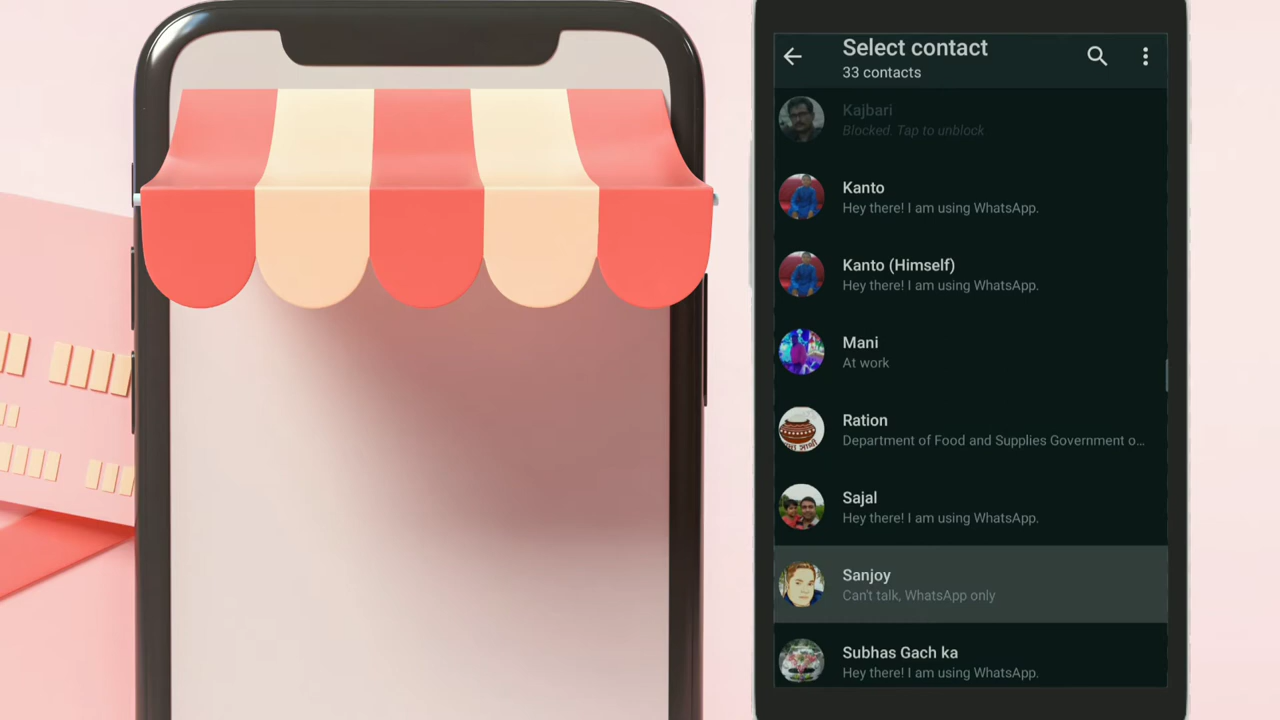 Select contact
33 contacts
Kajbari
Blocked. Tap to unblock
Kanto
Hey there! I am using WhatsApp.
Kanto (Himself)
Hey there! I am using WhatsApp.
Mani
At work
Ration
Department of Food and Supplies Government o...
Sajal
Hey there! I am using WhatsApp.
Sanjoy
Can't talk, WhatsApp only
Subhas Gach ka
Hey there! I am using WhatsApp.